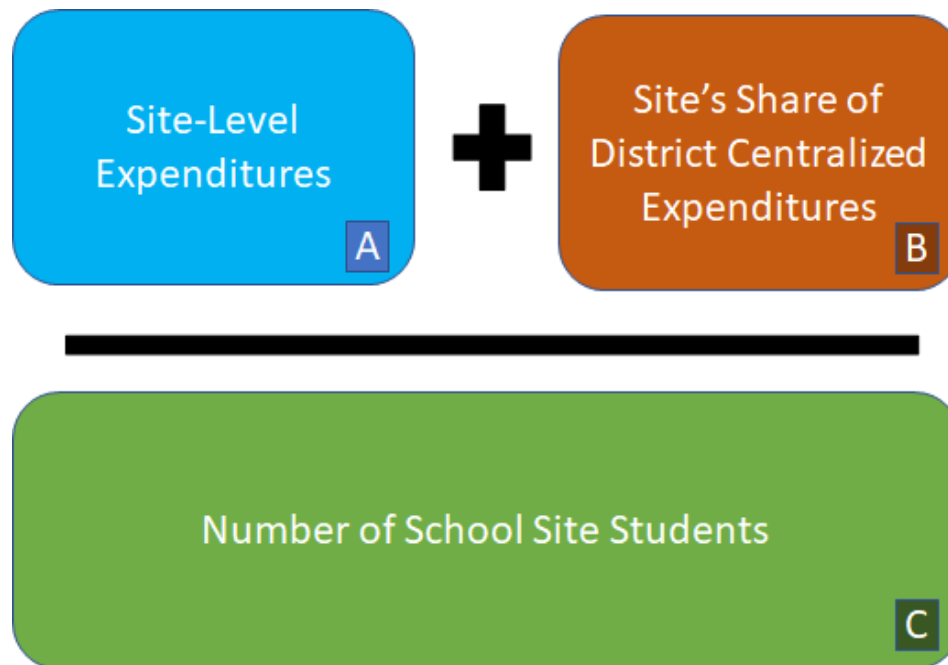 Site-Level
Expenditures
A
Site's Share of
District Centralized
Expenditures
B
Number of School Site Students
C